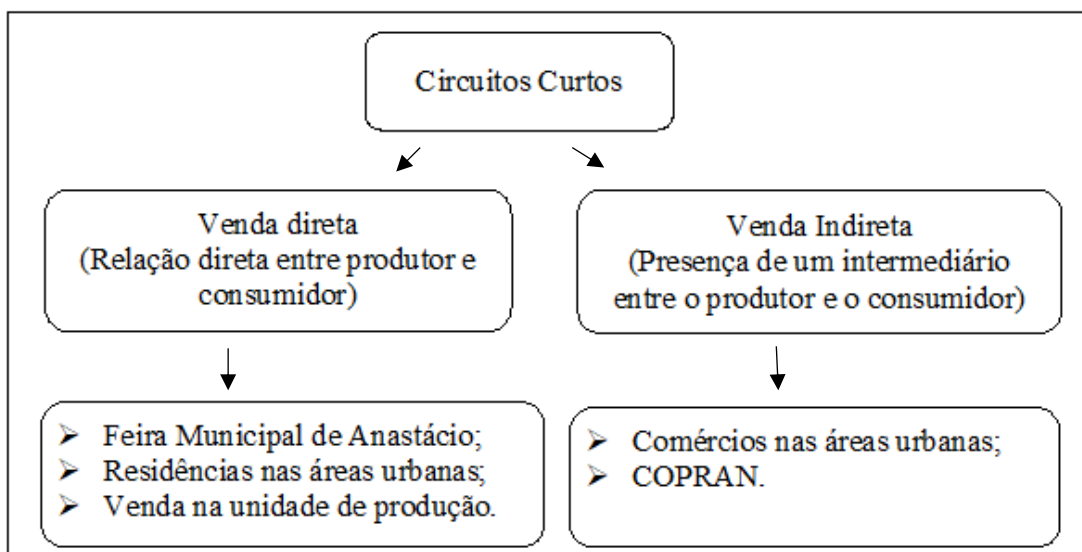 Circuitos Curtos
Venda direta
(Relação direta entre produtor e
consumidor)
Venda Indireta
(Presença de um intermediário
entre o produtor e o consumidor)
➢ Feira Municipal de Anastácio;
➢ Residências nas áreas urbanas;
➢ Venda na unidade de produção.
➢ Comércios nas áreas urbanas;
➢ COPRAN.